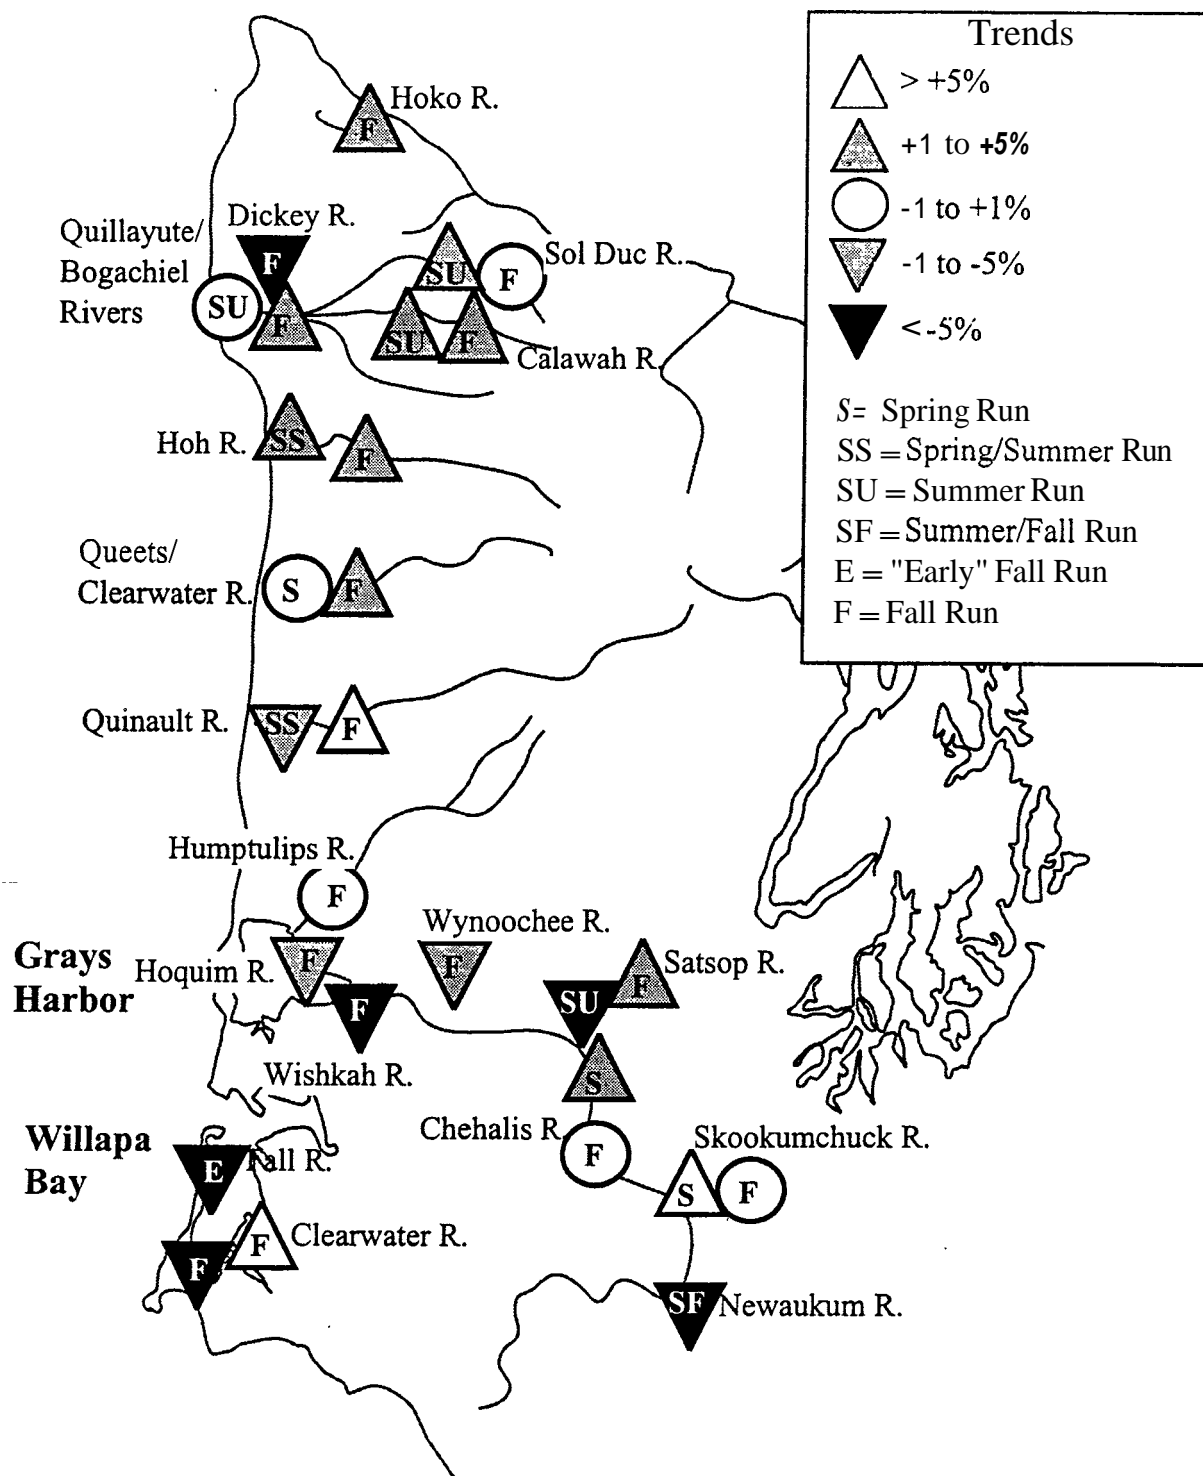 Trends
> +5%
+1 to +5%
-1 to +1%
-1 to -5%
< -5%
S= Spring Run
SS = Spring/Summer Run
SU = Summer Run
SF = Summer/Fall Run
E = "Early" Fall Run
F = Fall Run
Hoko R.
F
Dickey R.
F
Quillayute/
Bogachiel
Rivers
SU
F
SU
F
Sol Duc R.
SU
F
Calawah R.
Hoh R.
SS
F
Queets/
Clearwater R.
S
F
Quinault R.
SS
F
Humptulips R.
F
Grays
Harbor
Hoquim R.
F
Wynoochee R.
F
F
Wishkah R.
SU
F
Satsop R.
S
Chehalis R.
F
Skookumchuck R.
S
F
Willapa
Bay
E
Fall R.
F
F
Clearwater R.
SF
Newaukum R.